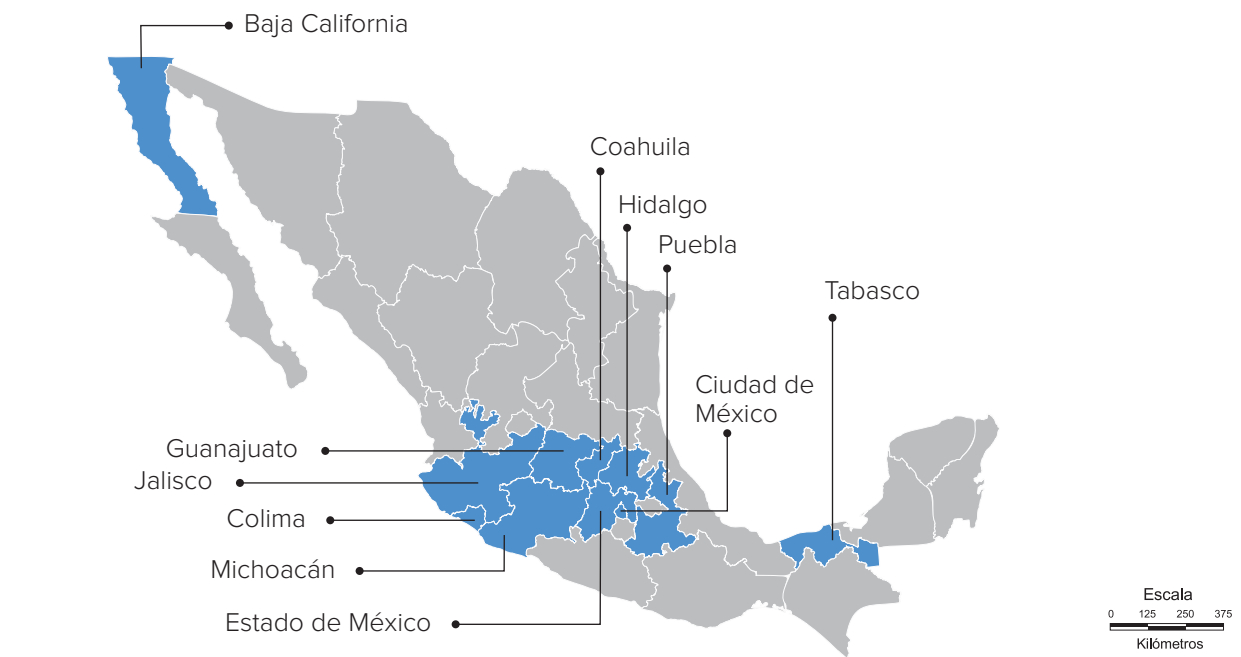 Baja California
Coahuila
Hidalgo
Puebla
Tabasco
Ciudad de
México
Guanajuato
Jalisco
Colima
Michoacán
Estado de México
Escala
0 125 250 375
Kilómetros